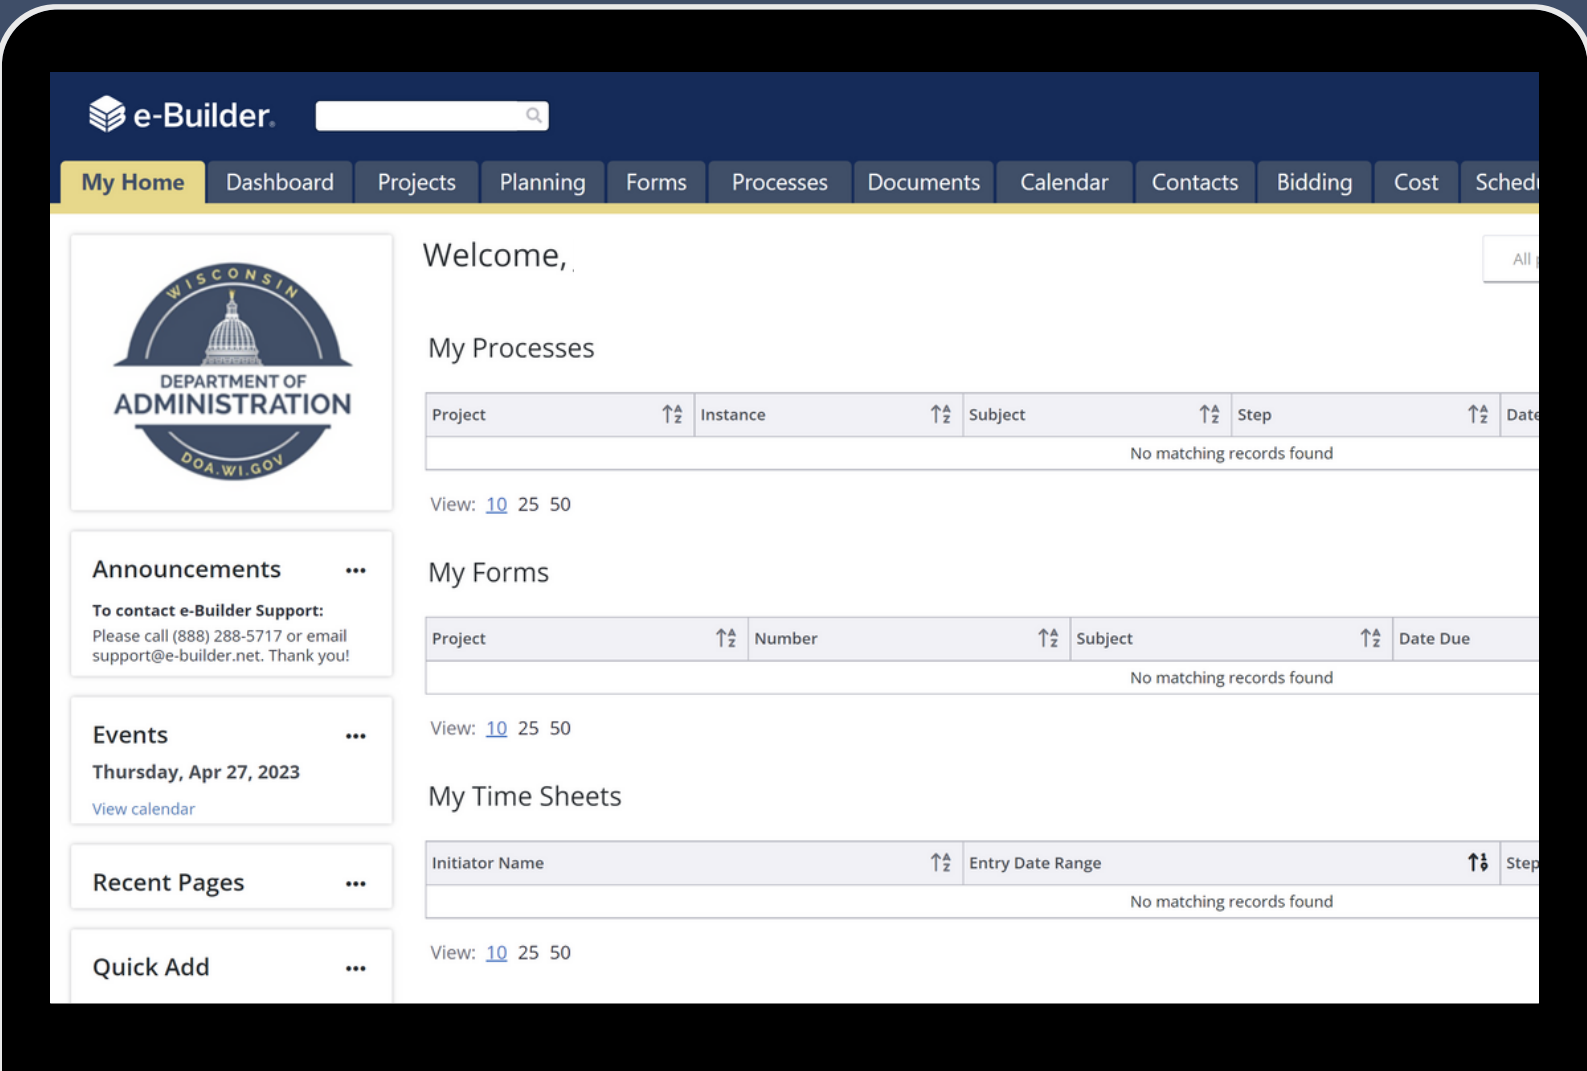 e-Builder.
My Home Dashboard Projects Planning Forms Processes Documents Calendar Contacts Bidding Cost Schedu
WISCONSIN
DEPARTMENT OF
ADMINISTRATION
DOA.WI.GOV
Announcements
To contact e-Builder Support:
Please call (888) 288-5717 or email
support@e-builder.net. Thank you!
Events
Thursday, Apr 27, 2023
View calendar
Recent Pages
Quick Add
Welcome,
All
My Processes
Project Instance Subject Step Date
No matching records found
View: 10 25 50
My Forms
Project Number Subject Date Due
No matching records found
View: 10 25 50
My Time Sheets
Initiator Name Entry Date Range Step
No matching records found
View: 10 25 50